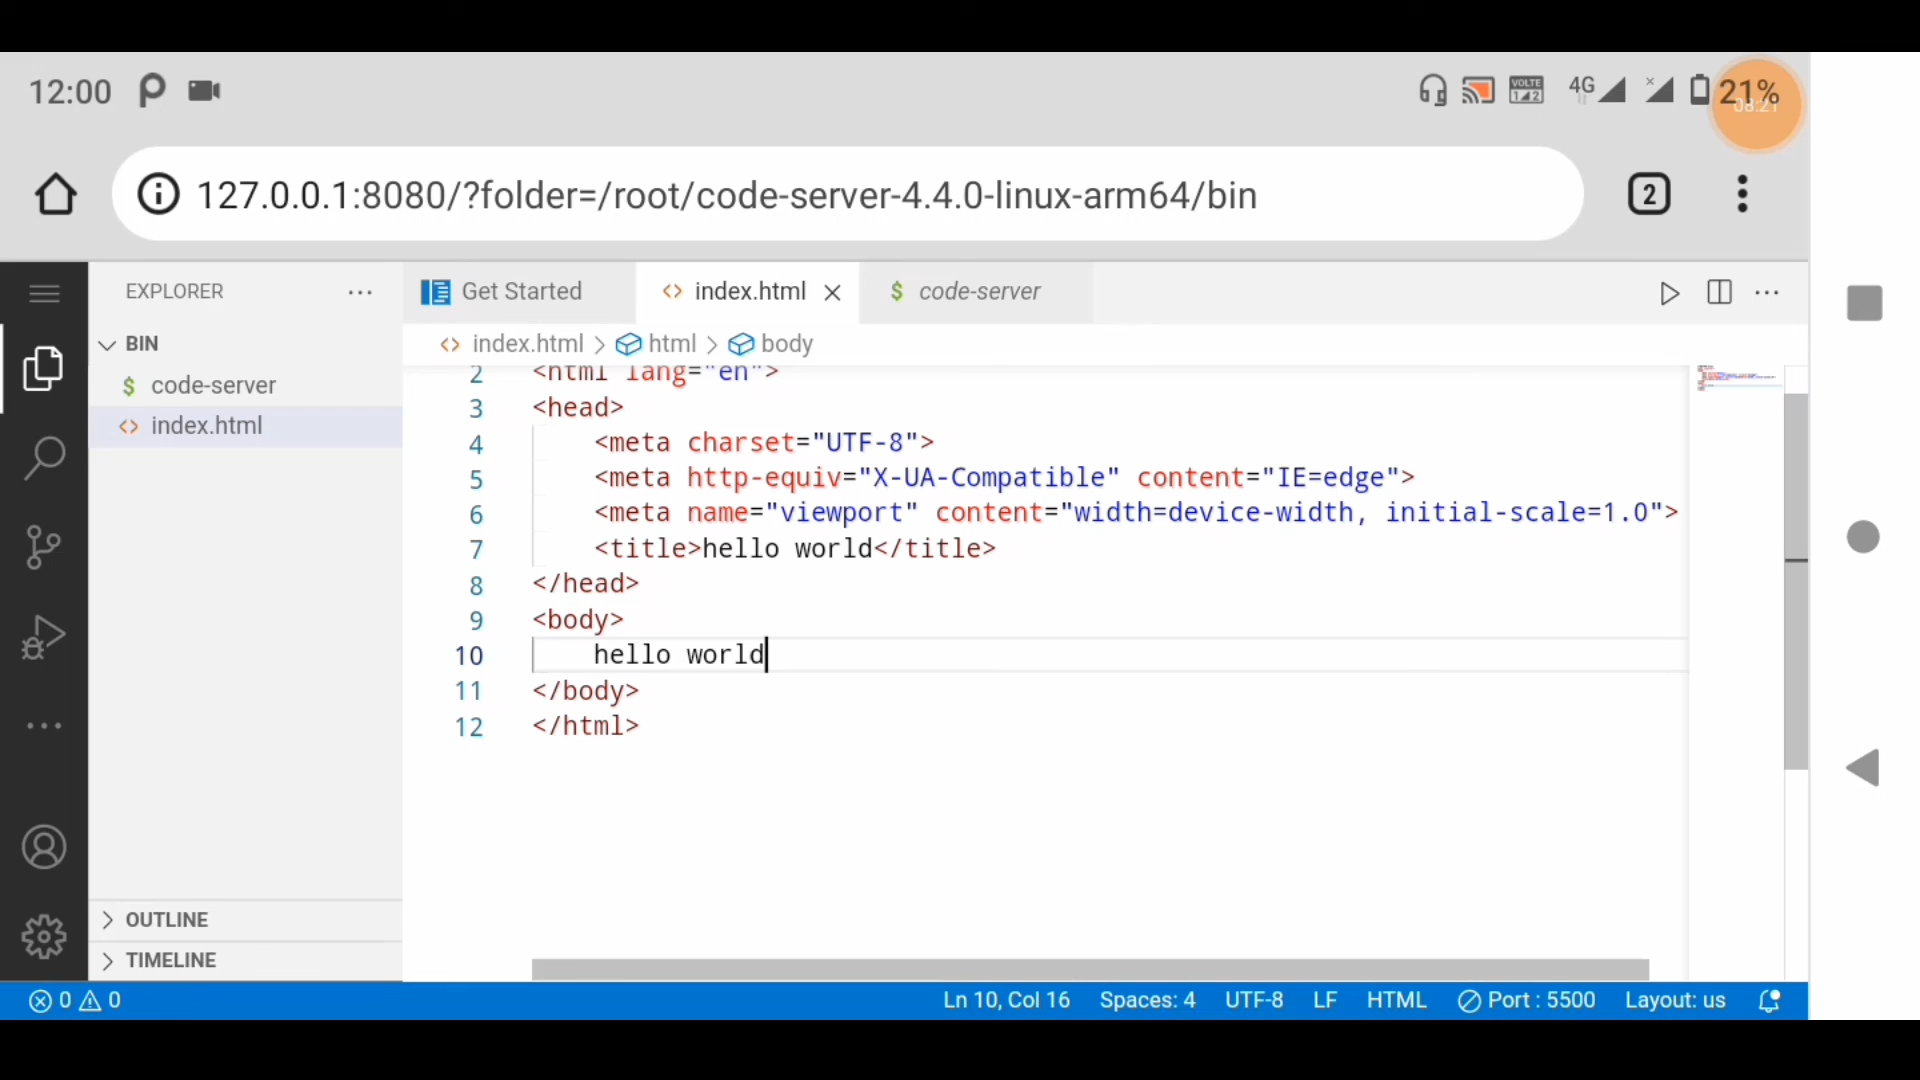 12:00
VOLTE
4G
21%
08:21
127.0.0.1:8080/?folder=/root/code-server-4.4.0-linux-arm64/bin
2
EXPLORER
Get Started
index.html
code-server
BIN
index.html > html > body
code-server
index.html
2 <html lang="en">
3 <head>
4 <meta charset="UTF-8">
5 <meta http-equiv="X-UA-Compatible" content="IE=edge">
6 <meta name="viewport" content="width=device-width, initial-scale=1.0">
7 <title>hello world</title>
8 </head>
9 <body>
10 hello world
11 </body>
12 </html>
OUTLINE
TIMELINE
0 0 Ln 10, Col 16 Spaces: 4 UTF-8 LF HTML Port : 5500 Layout: us